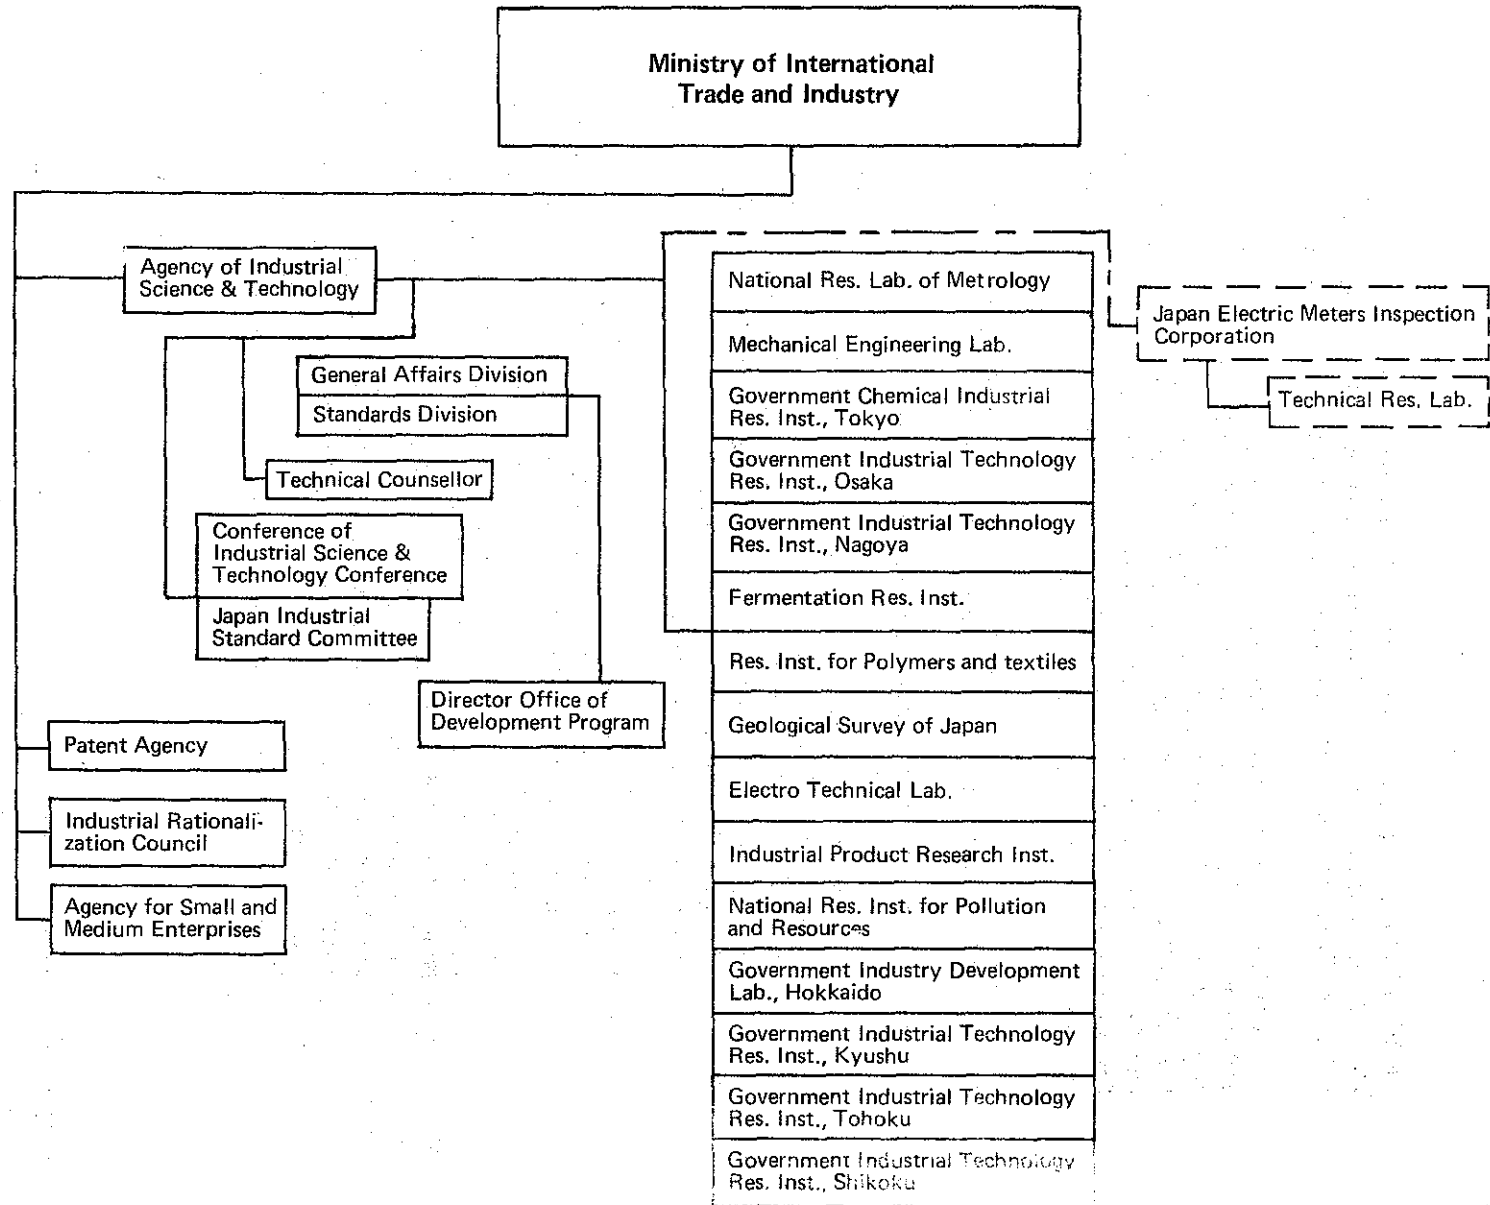 Ministry of International
Trade and Industry
Agency of Industrial
Science & Technology
General Affairs Division
Standards Division
Technical Counsellor
Conference of
Industrial Science &
Technology Conference
Japan Industrial
Standard Committee
Director Office of
Development Program
Patent Agency
Industrial Rationali-
zation Council
Agency for Small and
Medium Enterprises
National Res. Lab. of Metrology
Mechanical Engineering Lab.
Government Chemical Industrial
Res. Inst., Tokyo
Government Industrial Technology
Res. Inst., Osaka
Government Industrial Technology
Res. Inst., Nagoya
Fermentation Res. Inst.
Res. Inst. for Polymers and textiles
Geological Survey of Japan
Electro Technical Lab.
Industrial Product Research Inst.
National Res. Inst. for Pollution
and Resources
Government Industry Development
Lab., Hokkaido
Government Industrial Technology
Res. Inst., Kyushu
Government Industrial Technology
Res. Inst., Tohoku
Government Industrial Technology
Res. Inst., Shikoku
Japan Electric Meters Inspection
Corporation
Technical Res. Lab.